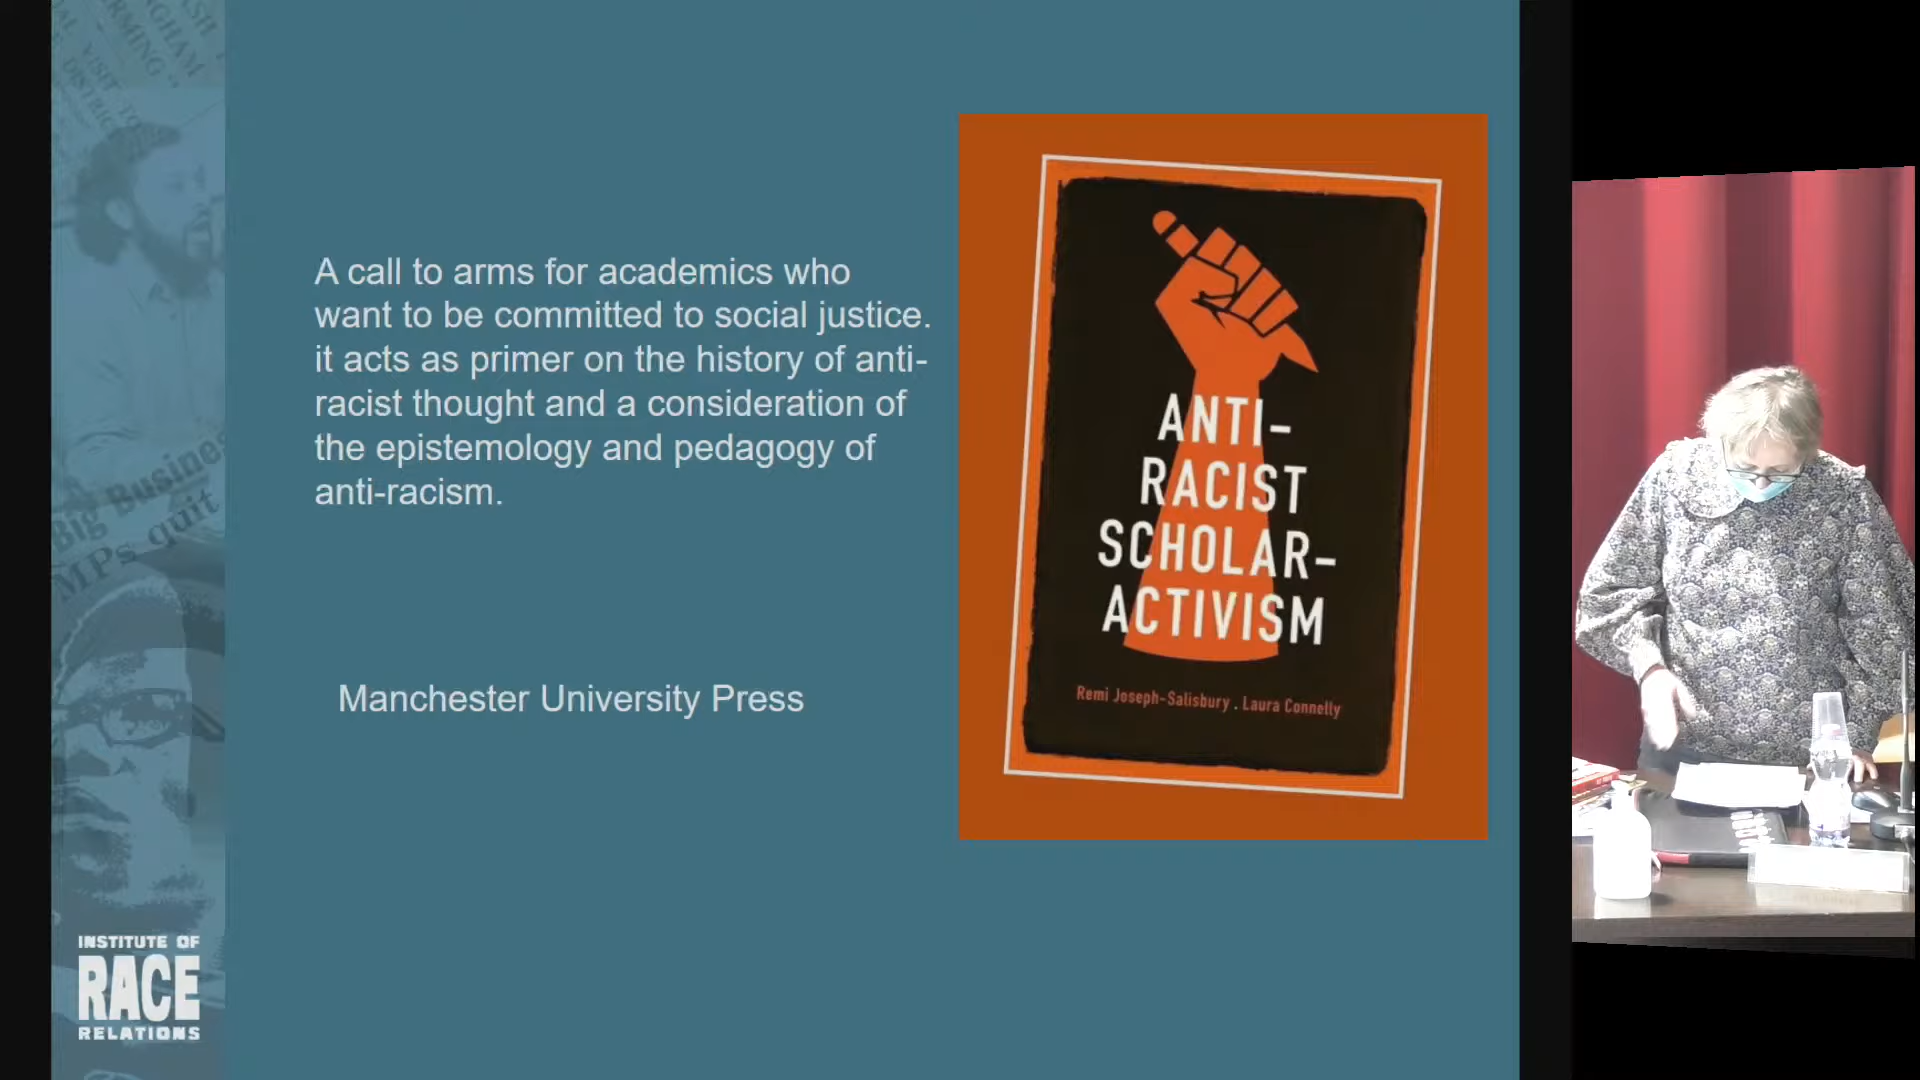 A call to arms for academics who
want to be committed to social justice.
it acts as primer on the history of anti-
racist thought and a consideration of
the epistemology and pedagogy of
anti-racism.
Manchester University Press
ANTI-
RACIST
SCHOLAR-
ACTIVISM
Remi Joseph-Salisbury . Laura Connelly
Big Business
MPs quit
INSTITUTE OF
RACE
RELATIONS